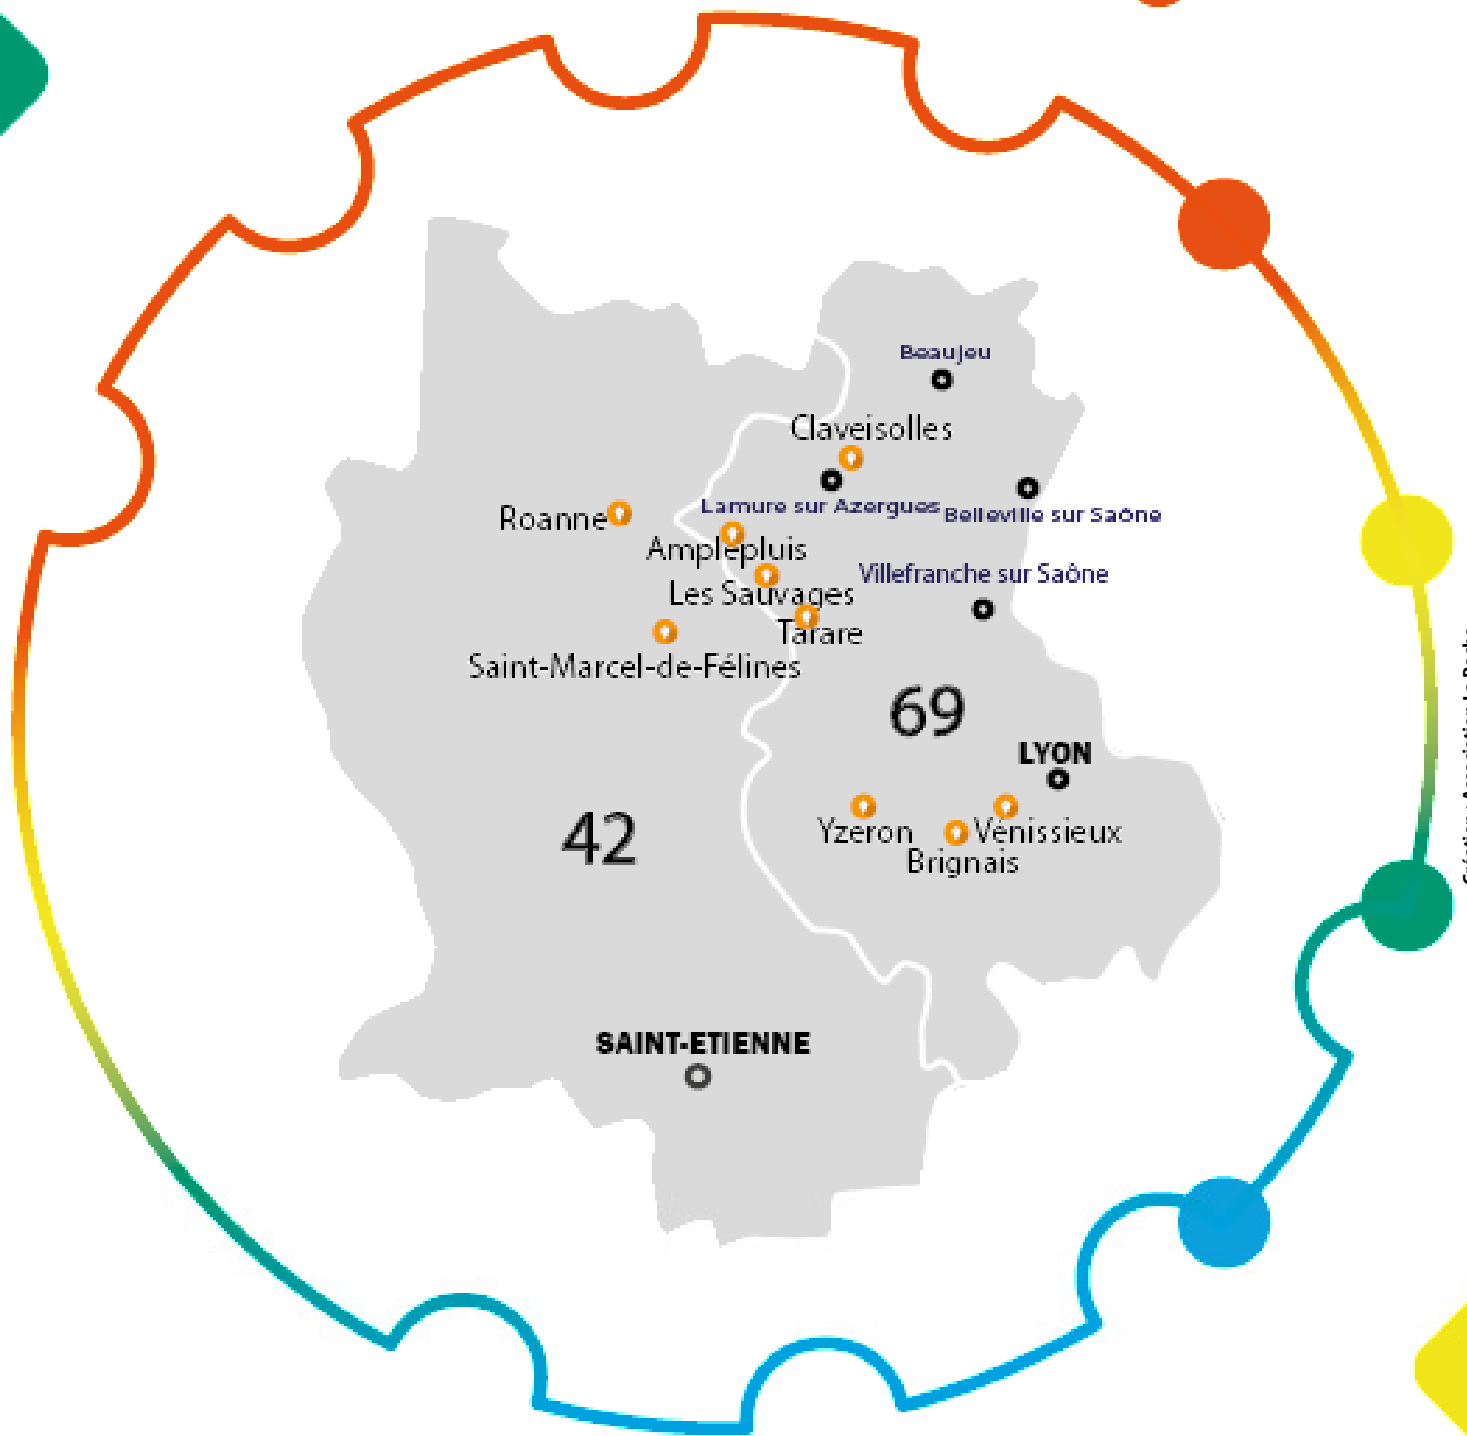 Beaujeu
Claveisolles
Lamure sur Azergues
Belleville sur Saône
Roanne
Amplepluis
Villefranche sur Saône
Les Sauvages
Tarare
Saint-Marcel-de-Félines
69
LYON
42
Yzeron
Vénissieux
Brignais
SAINT-ETIENNE